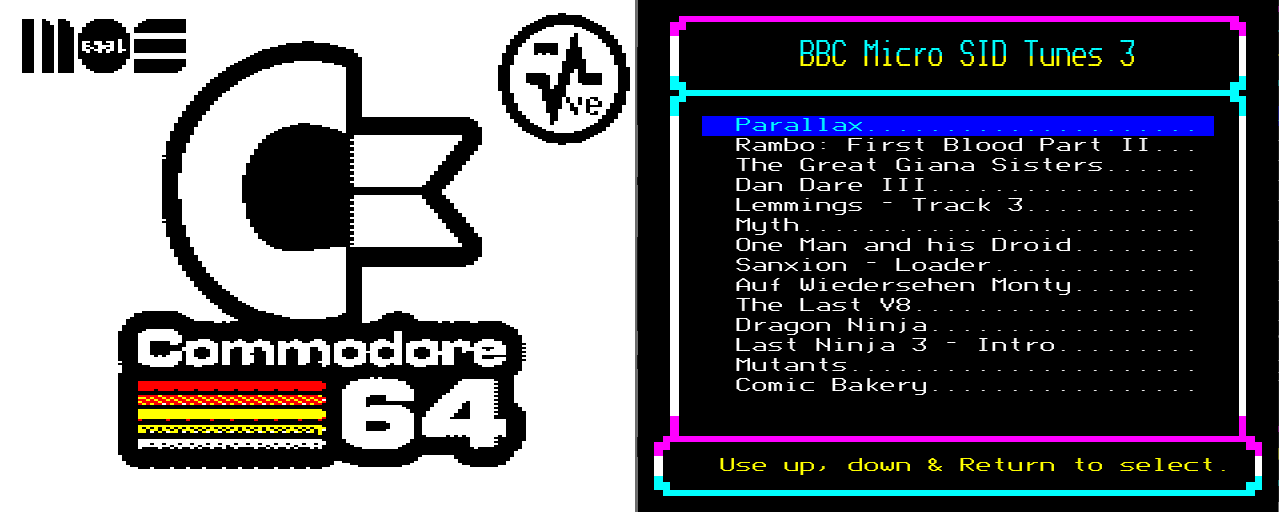 ve
Commodore
64
BBC Micro SID Tunes 3
Parallax.....................
Rambo: First Blood Part II...
The Great Giana Sisters......
Dan Dare III.................
Lemmings - Track 3...........
Myth.........................
One Man and his Droid........
Sanxion - Loader.............
Auf Wiedersehen Monty........
The Last V8..................
Dragon Ninja.................
Last Ninja 3 - Intro.........
Mutants......................
Comic Bakery.................
Use up, down & Return to select.